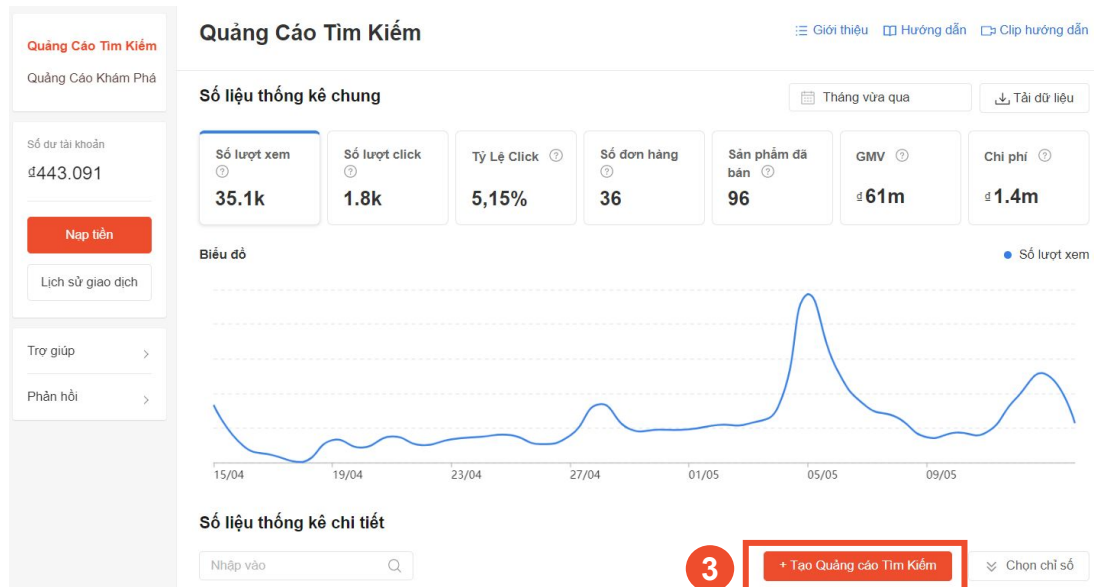 Quảng Cáo Tìm Kiếm
Quảng Cáo Khám Phá
Số dư tài khoản
₫443.091
Nạp tiền
Lịch sử giao dịch
Trợ giúp
Phản hồi
Quảng Cáo Tìm Kiếm
Giới thiệu
Hướng dẫn
Clip hướng dẫn
Số liệu thống kê chung
Tháng vừa qua
Tải dữ liệu
Số lượt xem
35.1k
Số lượt click
1.8k
Tỷ Lệ Click
5,15%
Số đơn hàng
36
Sản phẩm đã
bán
96
GMV
₫61m
Chi phí
₫1.4m
Biểu đồ
Số lượt xem
15/04
19/04
23/04
27/04
01/05
05/05
09/05
Số liệu thống kê chi tiết
Nhập vào
3
+ Tạo Quảng cáo Tìm Kiếm
Chọn chỉ số